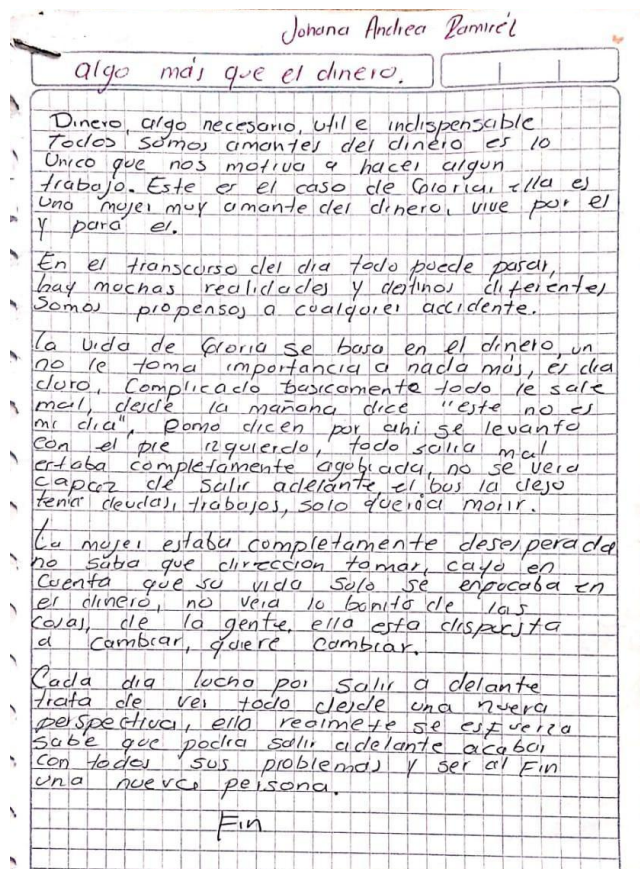 Johana Andrea Ramírez
algo más que el dinero.
Dinero, algo necesario, util e indispensable
Todos somos amantes del dinero es lo
Unico que nos motiva a hacer algun
trabajo. Este es el caso de Gloria, ella es
una mujer muy amante del dinero, vive por el
y para el.
En el transcurso del dia todo puede pasar,
hay muchas realidades y destinos diferentes
Somos propensos a cualquier accidente.
La vida de Gloria se basa en el dinero, un
no le toma importancia a nada más, es dia
duro, Complicado basicamente todo le sale
mal, desde la mañana dice "este no es
mi dia", Como dicen por ahi se levanto
con el pie izquierdo, todo salia mal
estaba completamente agobiada, no se veia
capaz de salir adelante el bus la dejo
tenia deudas, trabajos, solo queria morir.
La mujer estaba completamente desesperada
no saba que direccion tomar, cayo en
Cuenta que su vida solo se enpocaba en
el dinero, no veia lo bonito de las
cosas, de la gente, ella esta dispuesta
a cambiar, quiere cambiar.
Cada dia lucha por salir a delante
trata de ver todo desde una nueva
perspectiva, ella realmete se esfuerza
sabe que podra salir adelante acabar
con todos sus problemas y ser al Fin
una nueva persona.
Fin